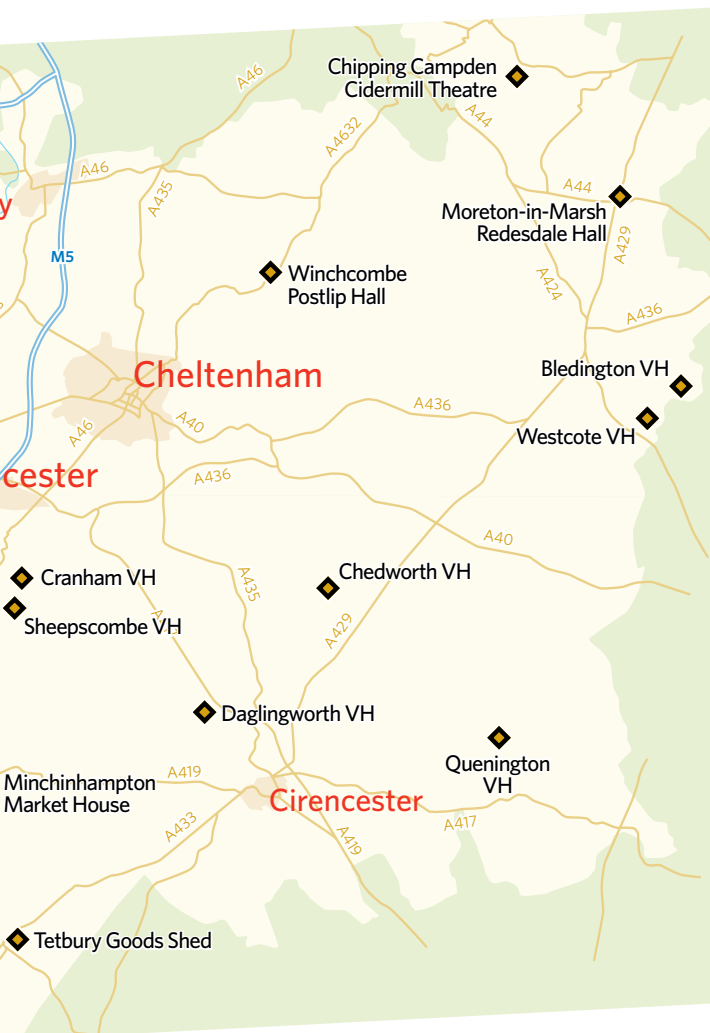 Chipping Campden
Cidermill Theatre
A46
A44
A4632
A46
A435
A44
y
Moreton-in-Marsh
Redesdale Hall
A429
M5
Winchcombe
Postlip Hall
A424
A436
Bledington VH
Cheltenham
A436
A40
Westcote VH
A46
cester
A436
A40
Cranham VH
Chedworth VH
A435
Sheepscombe VH
A429
Daglingworth VH
Quenington
VH
A419
Minchinhampton
Market House
Cirencester
A433
A417
A419
Tetbury Goods Shed